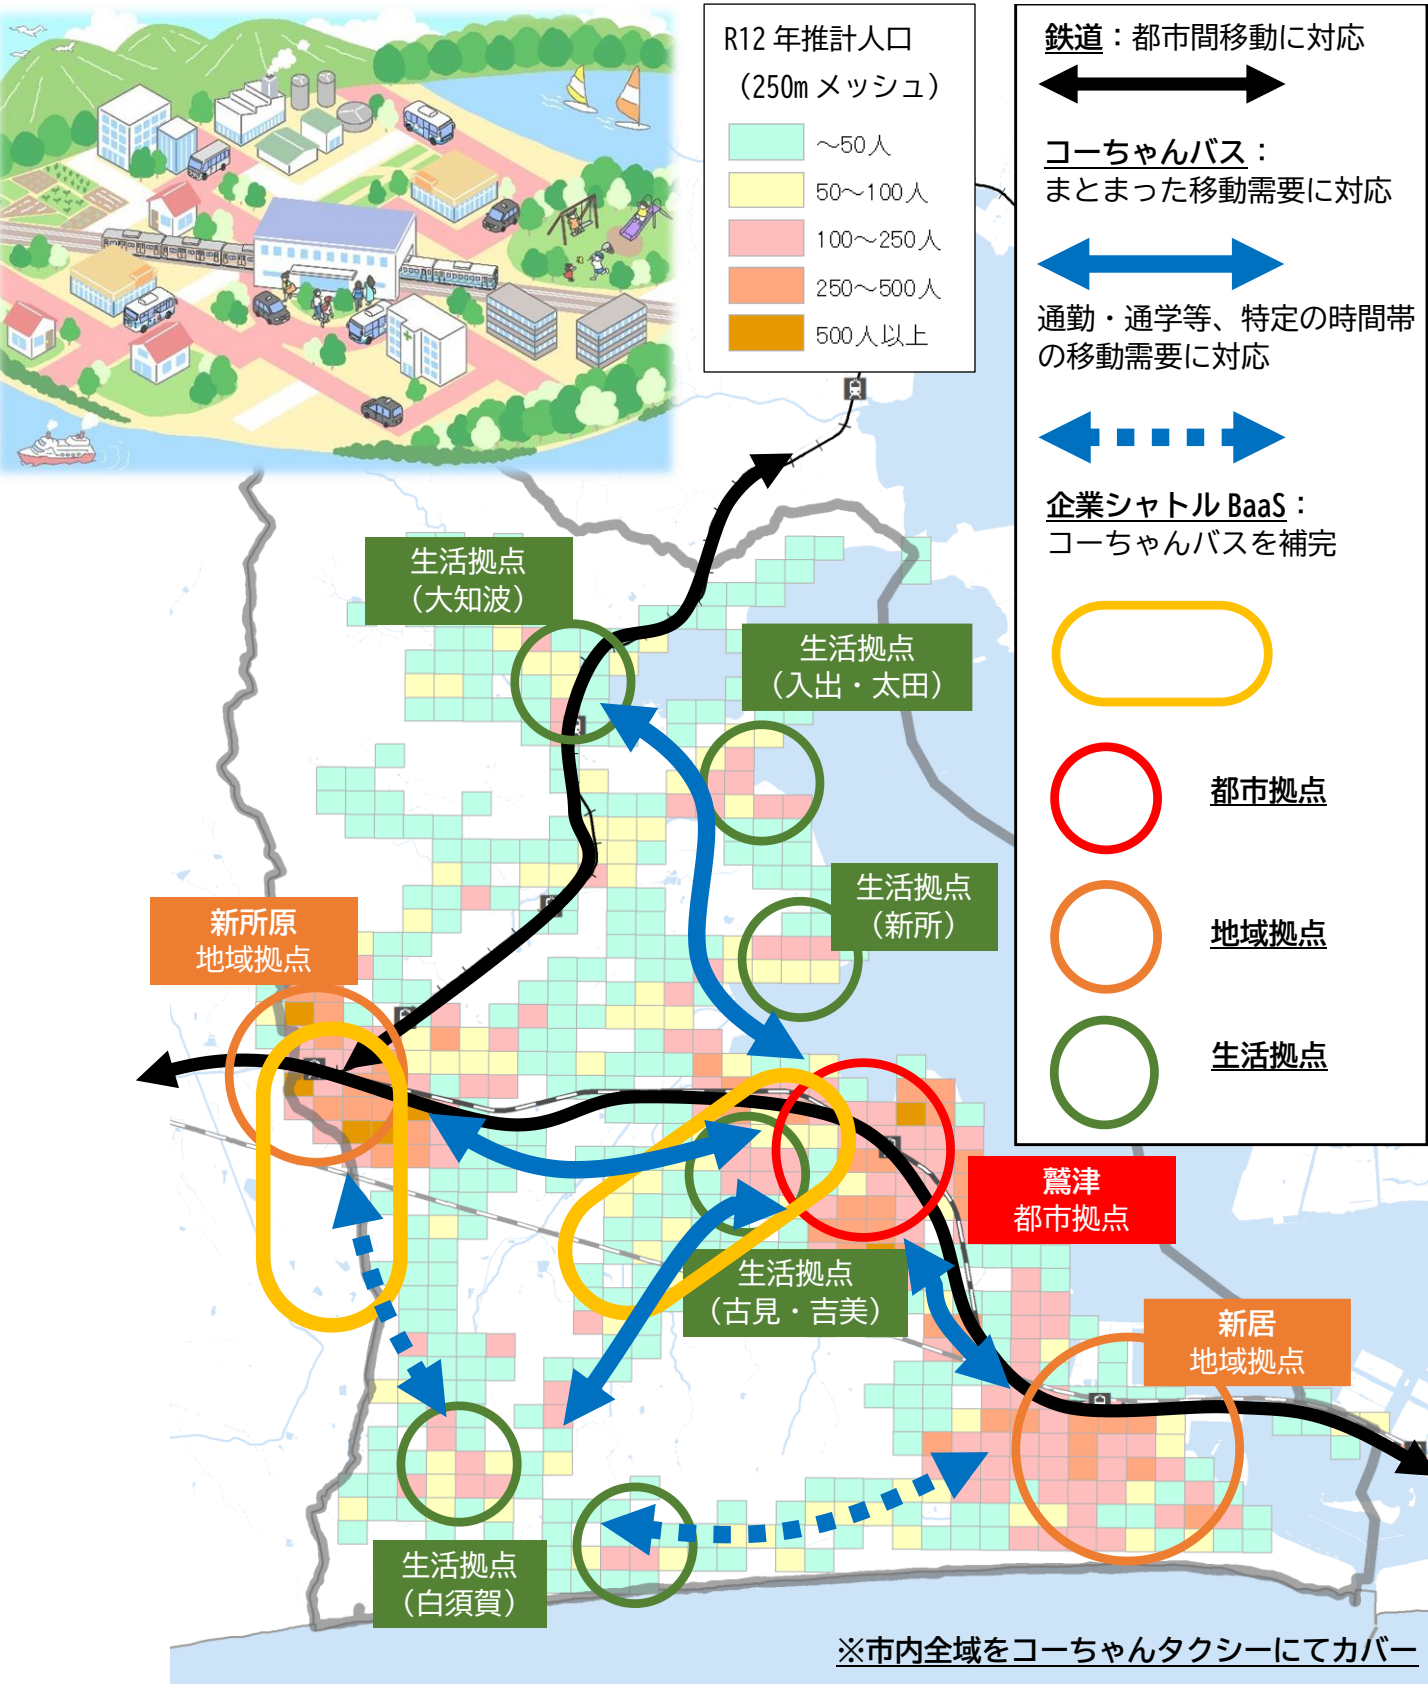 R12 年推計人口
（250m メッシュ）
～50人
50～100人
100～250人
250～500人
500人以上
鉄道：都市間移動に対応
コーちゃんバス：
まとまった移動需要に対応
通勤・通学等、特定の時間帯
の移動需要に対応
企業シャトル BaaS：
コーちゃんバスを補完
都市拠点
地域拠点
生活拠点
生活拠点
（大知波）
生活拠点
（入出・太田）
生活拠点
（新所）
新所原
地域拠点
鷲津
都市拠点
生活拠点
（古見・吉美）
新居
地域拠点
生活拠点
（白須賀）
※市内全域をコーちゃんタクシーにてカバー